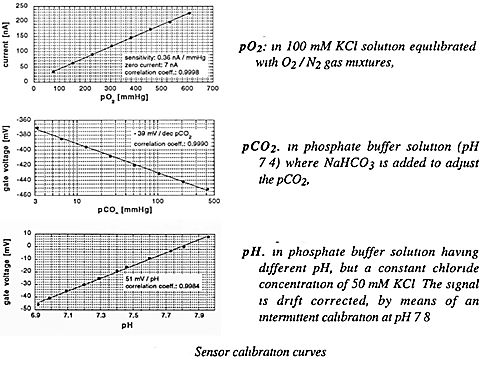 250
200
150
100
50
0
current [nA]
sensitivity: 0.36 nA / mmHg
zero current: 7 nA
correlation coeff.: 0.9998
0 100 200 300 400 500 600 700
pO2 [mmHg]
pO2: in 100 mM KCl solution equilibrated
with O2/N2 gas mixtures,
-360
-380
-400
-420
-440
-460
gate voltage [mV]
- 39 mV / dec pCO2
correlation coeff.: 0.9990
3 10 100 500
pCO2 [mmHg]
pCO2. in phosphate buffer solution (pH
7 4) where NaHCO3 is added to adjust
the pCO2,
10
0
-10
-20
-30
-40
-50
gate voltage [mV]
51 mV / pH
correlation coeff.: 0.9984
6.9 7.1 7.3 7.5 7.7 7.9
pH
pH. in phosphate buffer solution having
different pH, but a constant chloride
concentration of 50 mM KCl The signal
is drift corrected, by means of an
intermittent calibration at pH 7 8
Sensor calibration curves